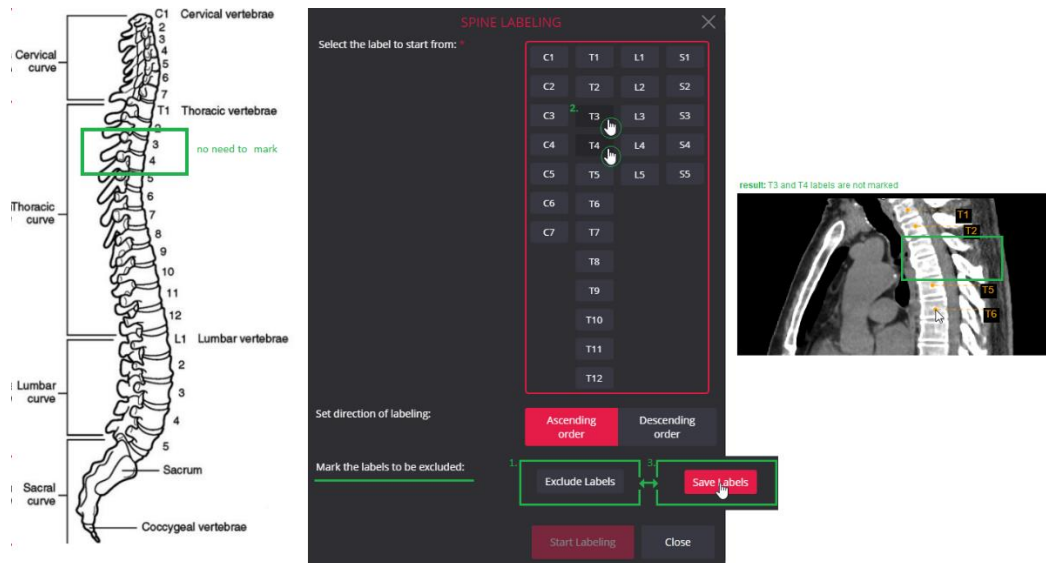 C1 Cervical vertebrae
2
3
4
5
6
7
Cervical
curve
T1 Thoracic vertebrae
2
3
4
5
6
7
8
9
10
11
12
no need to mark
Thoracic
curve
L1 Lumbar vertebrae
2
3
4
5
Lumbar
curve
Sacrum
Sacral
curve
Coccygeal vertebrae
SPINE LABELING
Select the label to start from: *
C1 T1 L1 S1
C2 T2 L2 S2
C3 2. T3 L3 S3
C4 T4 L4 S4
C5 T5 L5 S5
C6 T6
C7 T7
T8
T9
T10
T11
T12
Set direction of labeling:
Ascending
order
Descending
order
Mark the labels to be excluded:
1.
Exclude Labels
3.
Save Labels
Start Labeling
Close
result: T3 and T4 labels are not marked
T1
T2
T5
T6